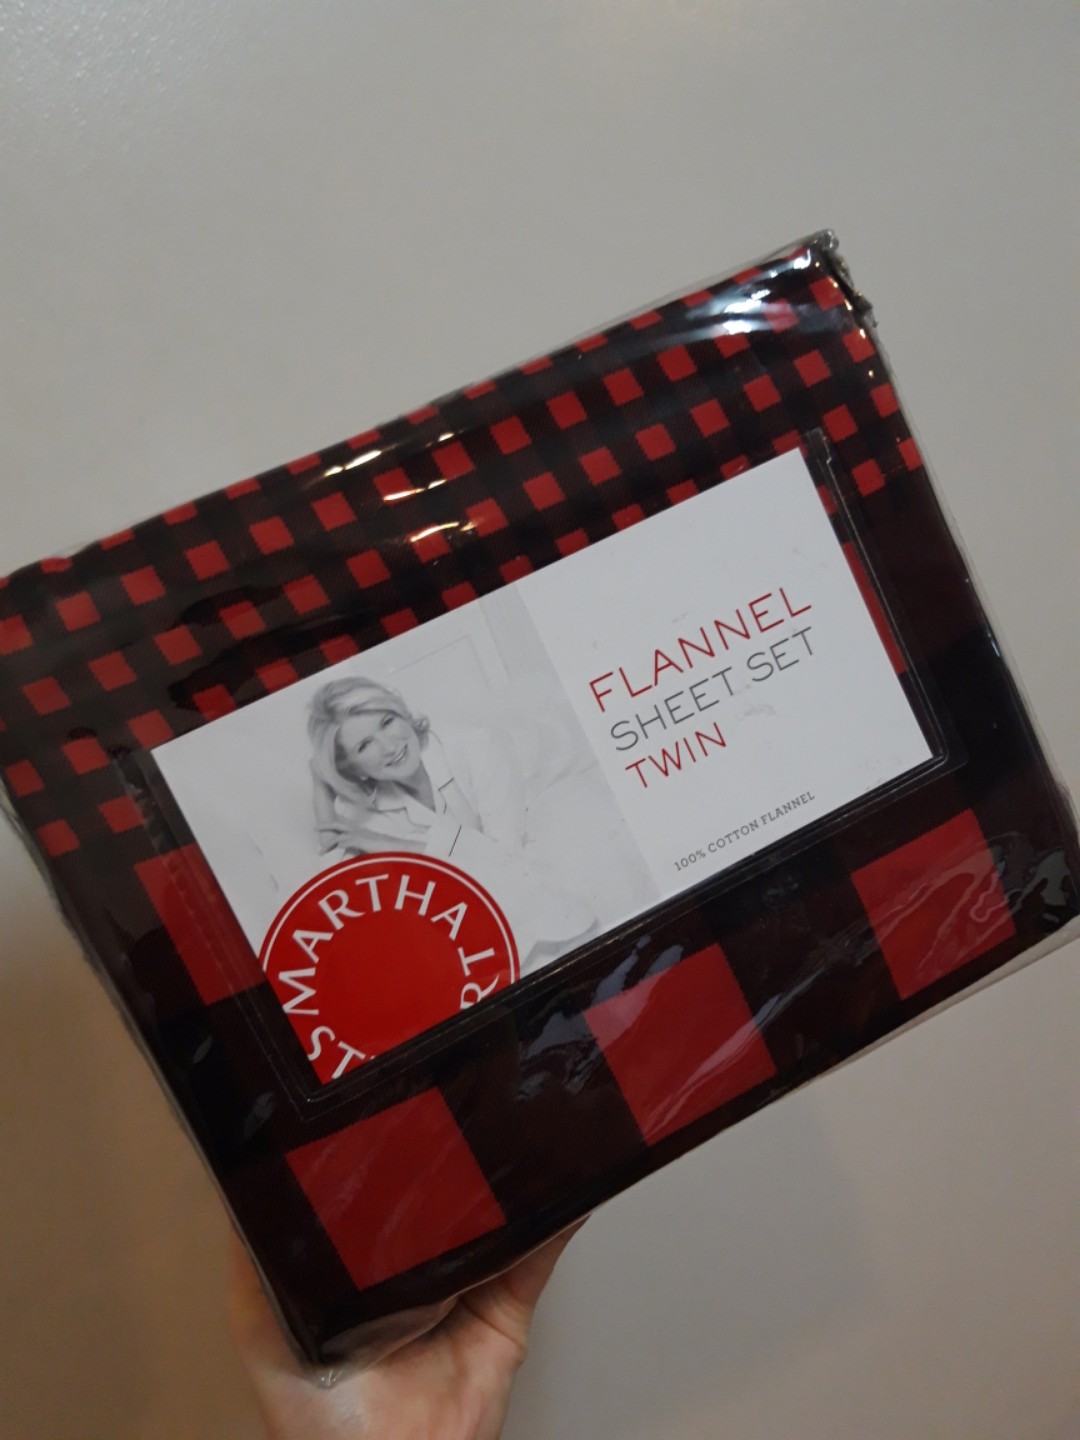 FLANNEL
SHEET SET
TWIN
100% COTTON FLANNEL
MARTHA